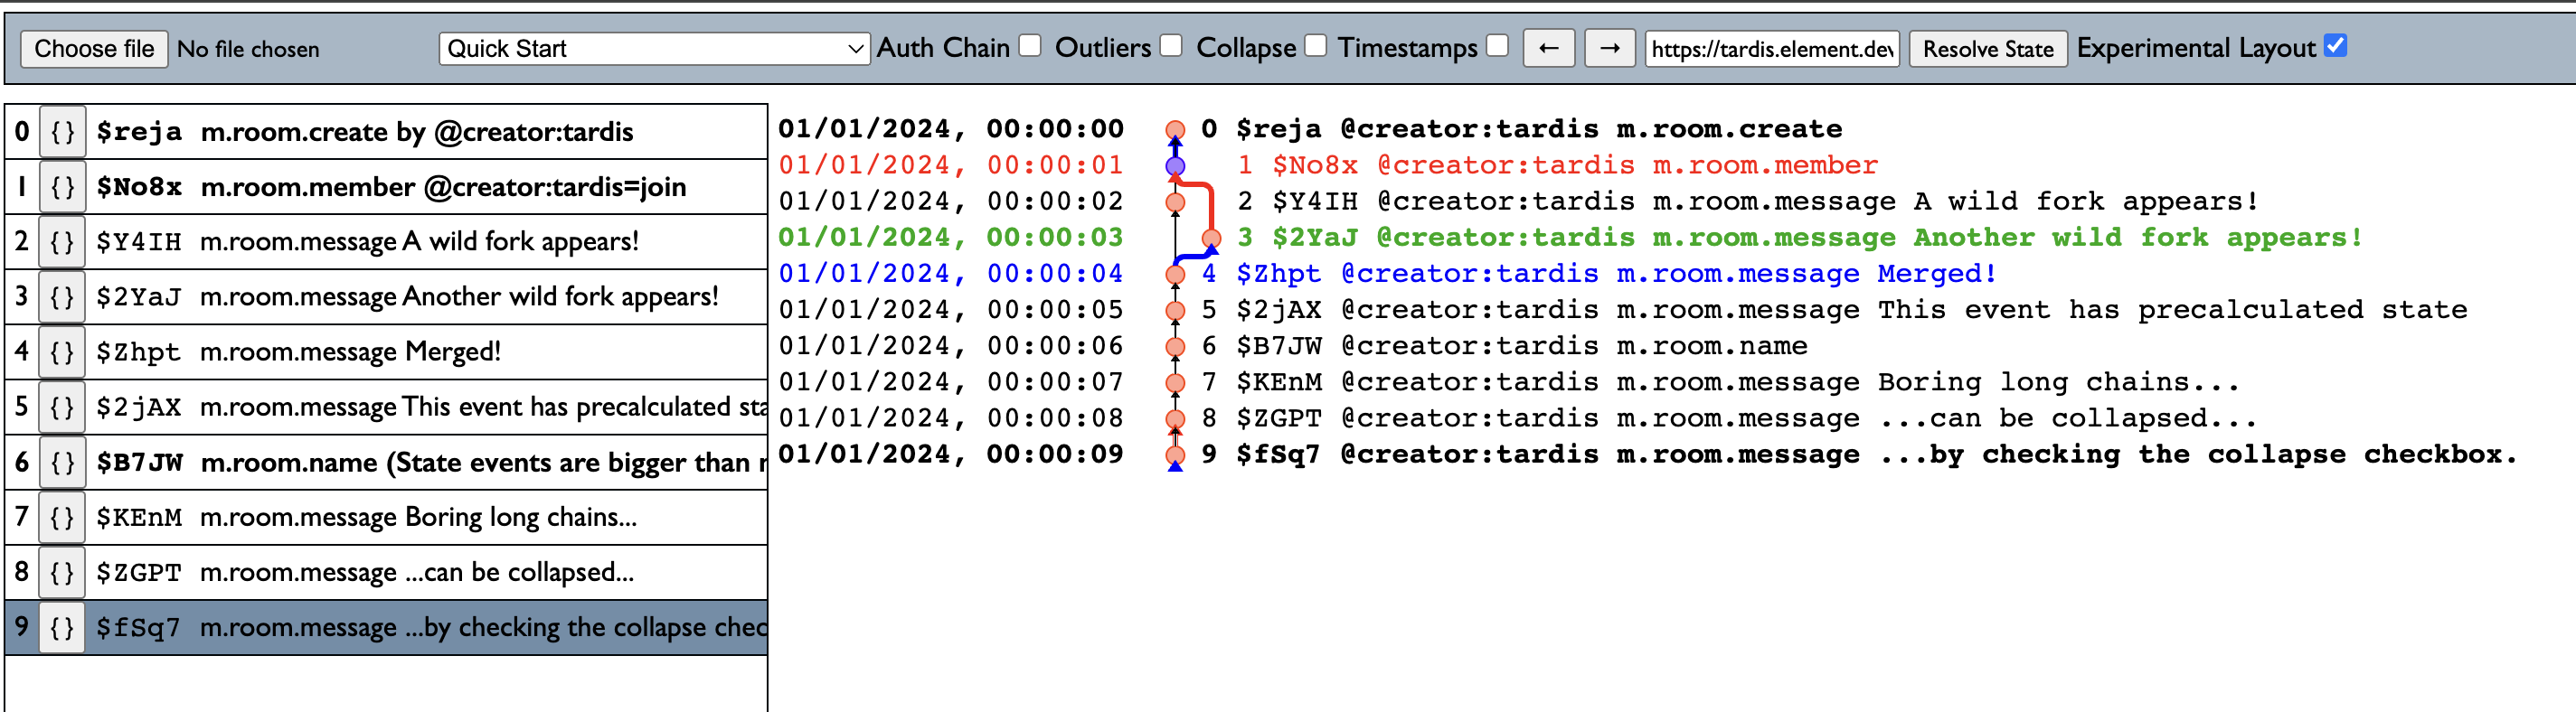 Choose file No file chosen Quick Start Auth Chain Outliers Collapse Timestamps ← → https://tardis.element.dev Resolve State Experimental Layout
0 {} $reja m.room.create by @creator:tardis
1 {} $No8x m.room.member @creator:tardis=join
2 {} $Y4IH m.room.message A wild fork appears!
3 {} $2YaJ m.room.message Another wild fork appears!
4 {} $Zhpt m.room.message Merged!
5 {} $2jAX m.room.message This event has precalculated sta
6 {} $B7JW m.room.name (State events are bigger than
7 {} $KEnM m.room.message Boring long chains...
8 {} $ZGPT m.room.message ...can be collapsed...
9 {} $fSq7 m.room.message ...by checking the collapse chec
01/01/2024, 00:00:00 0 $reja @creator:tardis m.room.create
01/01/2024, 00:00:01 1 $No8x @creator:tardis m.room.member
01/01/2024, 00:00:02 2 $Y4IH @creator:tardis m.room.message A wild fork appears!
01/01/2024, 00:00:03 3 $2YaJ @creator:tardis m.room.message Another wild fork appears!
01/01/2024, 00:00:04 4 $Zhpt @creator:tardis m.room.message Merged!
01/01/2024, 00:00:05 5 $2jAX @creator:tardis m.room.message This event has precalculated state
01/01/2024, 00:00:06 6 $B7JW @creator:tardis m.room.name
01/01/2024, 00:00:07 7 $KEnM @creator:tardis m.room.message Boring long chains...
01/01/2024, 00:00:08 8 $ZGPT @creator:tardis m.room.message ...can be collapsed...
01/01/2024, 00:00:09 9 $fSq7 @creator:tardis m.room.message ...by checking the collapse checkbox.